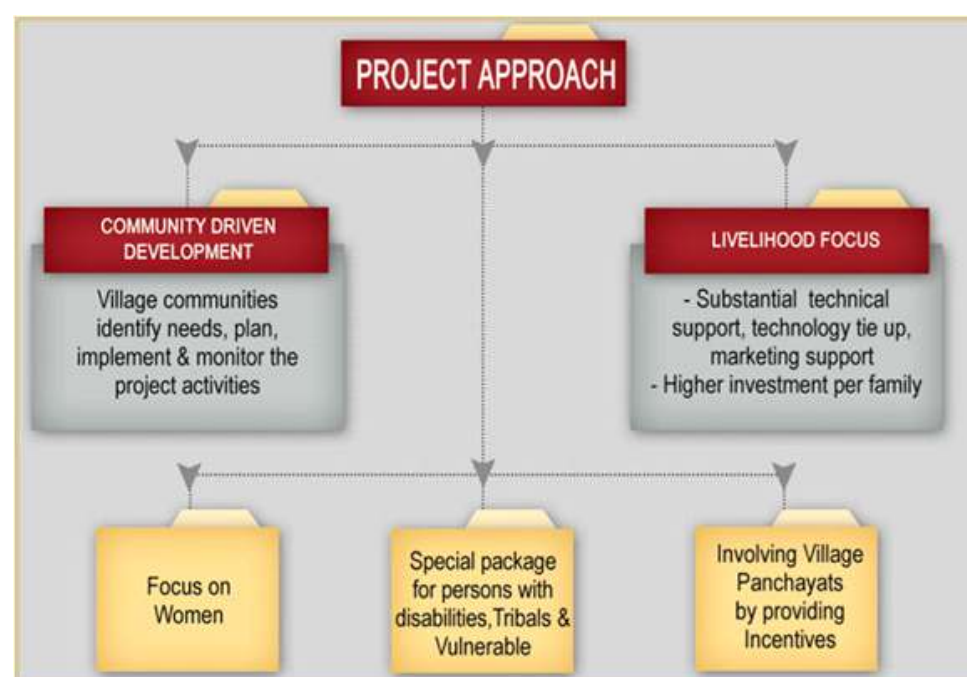 PROJECT APPROACH
COMMUNITY DRIVEN
DEVELOPMENT
Village communities
identify needs, plan,
implement & monitor the
project activities
LIVELIHOOD FOCUS
- Substantial technical
support, technology tie up,
marketing support
- Higher investment per family
Focus on
Women
Special package
for persons with
disabilities,Tribals &
Vulnerable
Involving Village
Panchayats
by providing
Incentives